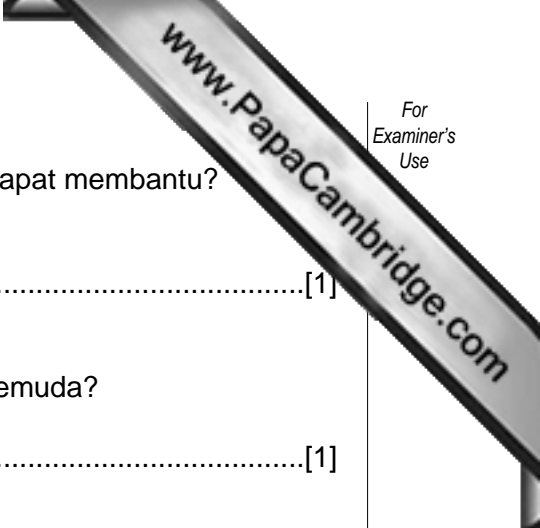 www.PapaCambridge.com
For
Examiner's
Use
apat membantu?
....................................[1]
emuda?
....................................[1]